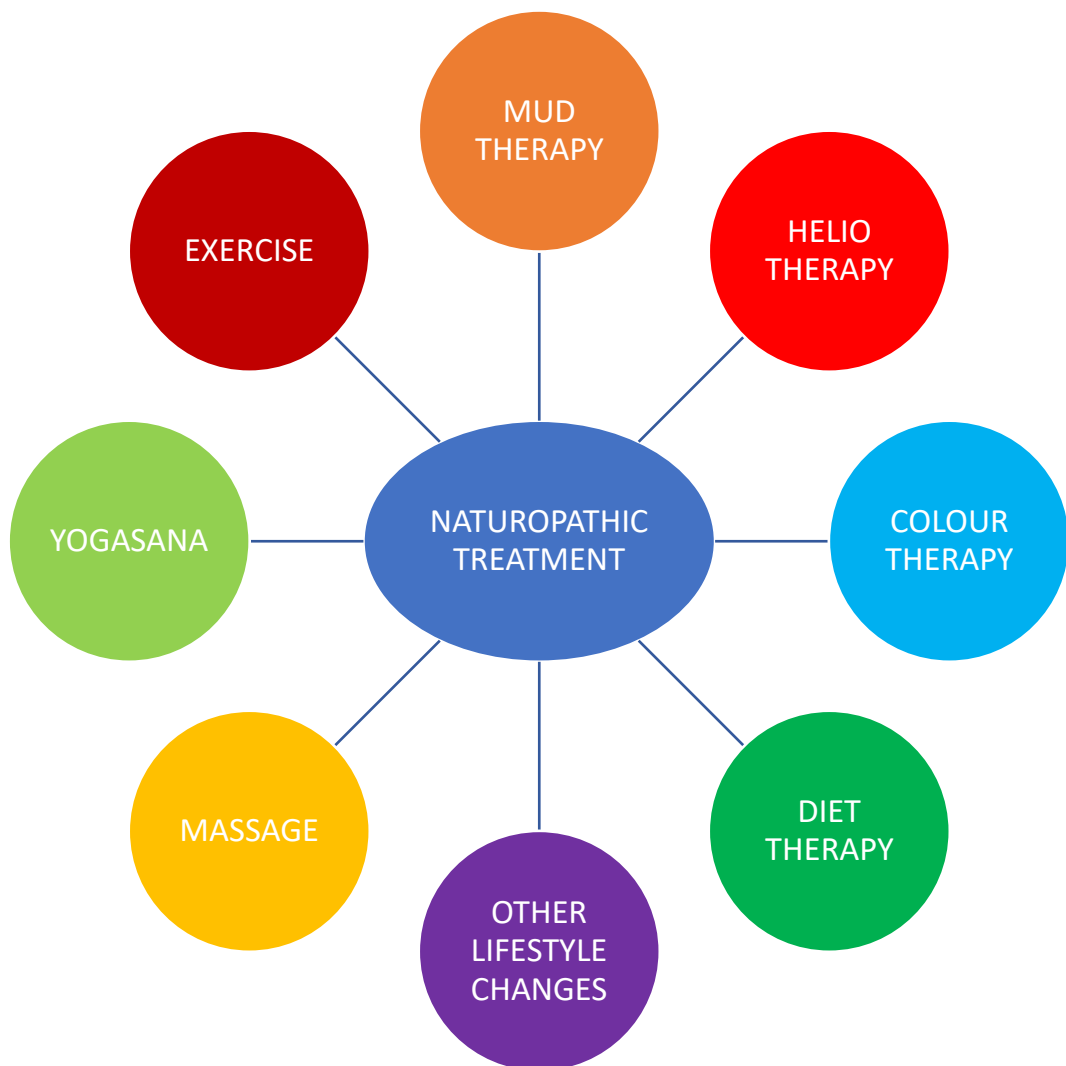 MUD
THERAPY
HELIO
THERAPY
EXERCISE
NATUROPATHIC
TREATMENT
COLOUR
THERAPY
YOGASANA
DIET
THERAPY
MASSAGE
OTHER
LIFESTYLE
CHANGES